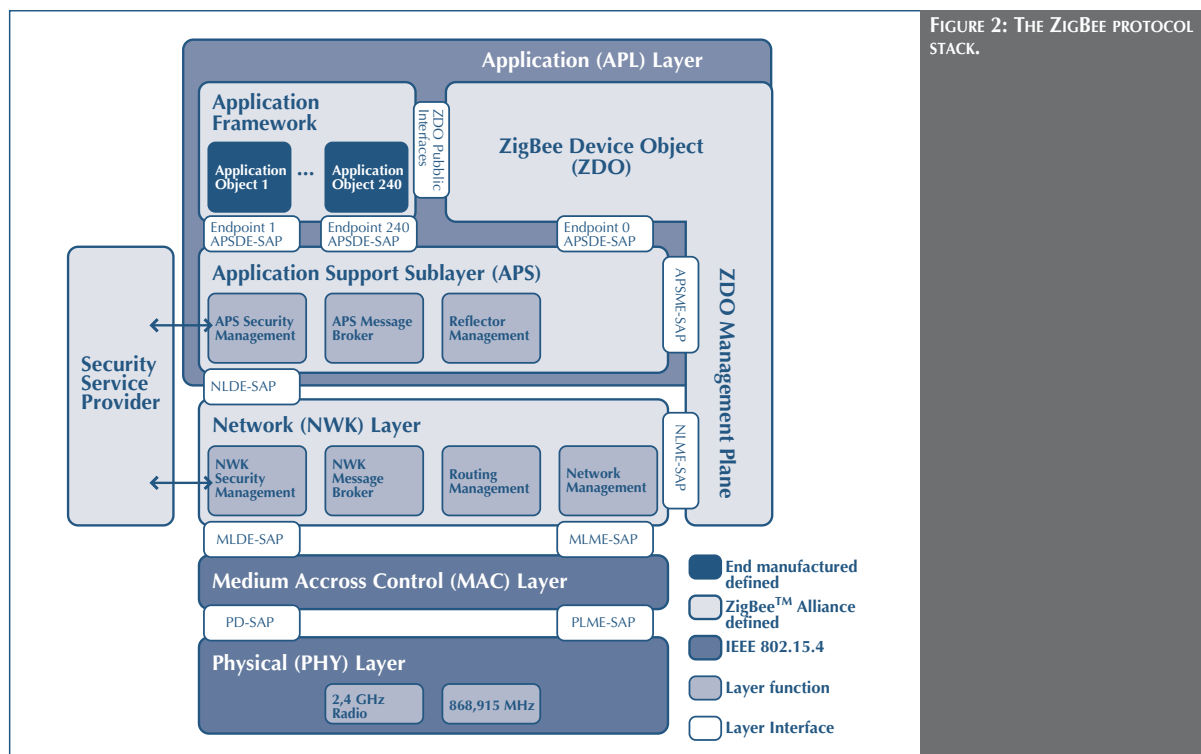 FIGURE 2: THE ZIGBEE PROTOCOL
STACK.
Application (APL) Layer
Application
Framework
Application
Object 1
...
Application
Object 240
ZDO Pubblic
Interfaces
ZigBee Device Object
(ZDO)
Endpoint 1
APSDE-SAP
Endpoint 240
APSDE-SAP
Endpoint 0
APSDE-SAP
Application Support Sublayer (APS)
APS Security
Management
APS Message
Broker
Reflector
Management
APSME-SAP
ZDO Management Plane
Security
Service
Provider
NLDE-SAP
Network (NWK) Layer
NWK
Security
Management
NWK
Message
Broker
Routing
Management
Network
Management
NLME-SAP
MLDE-SAP
MLME-SAP
Medium Accross Control (MAC) Layer
PD-SAP
PLME-SAP
Physical (PHY) Layer
2,4 GHz
Radio
868,915 MHz
End manufactured
defined
ZigBee™ Alliance
defined
IEEE 802.15.4
Layer function
Layer Interface